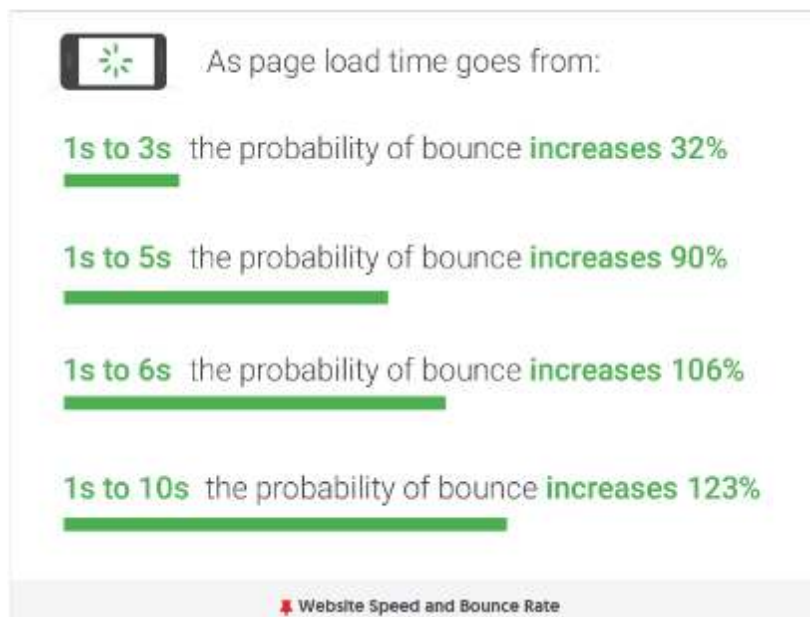 As page load time goes from:
1s to 3s the probability of bounce increases 32%
1s to 5s the probability of bounce increases 90%
1s to 6s the probability of bounce increases 106%
1s to 10s the probability of bounce increases 123%
Website Speed and Bounce Rate